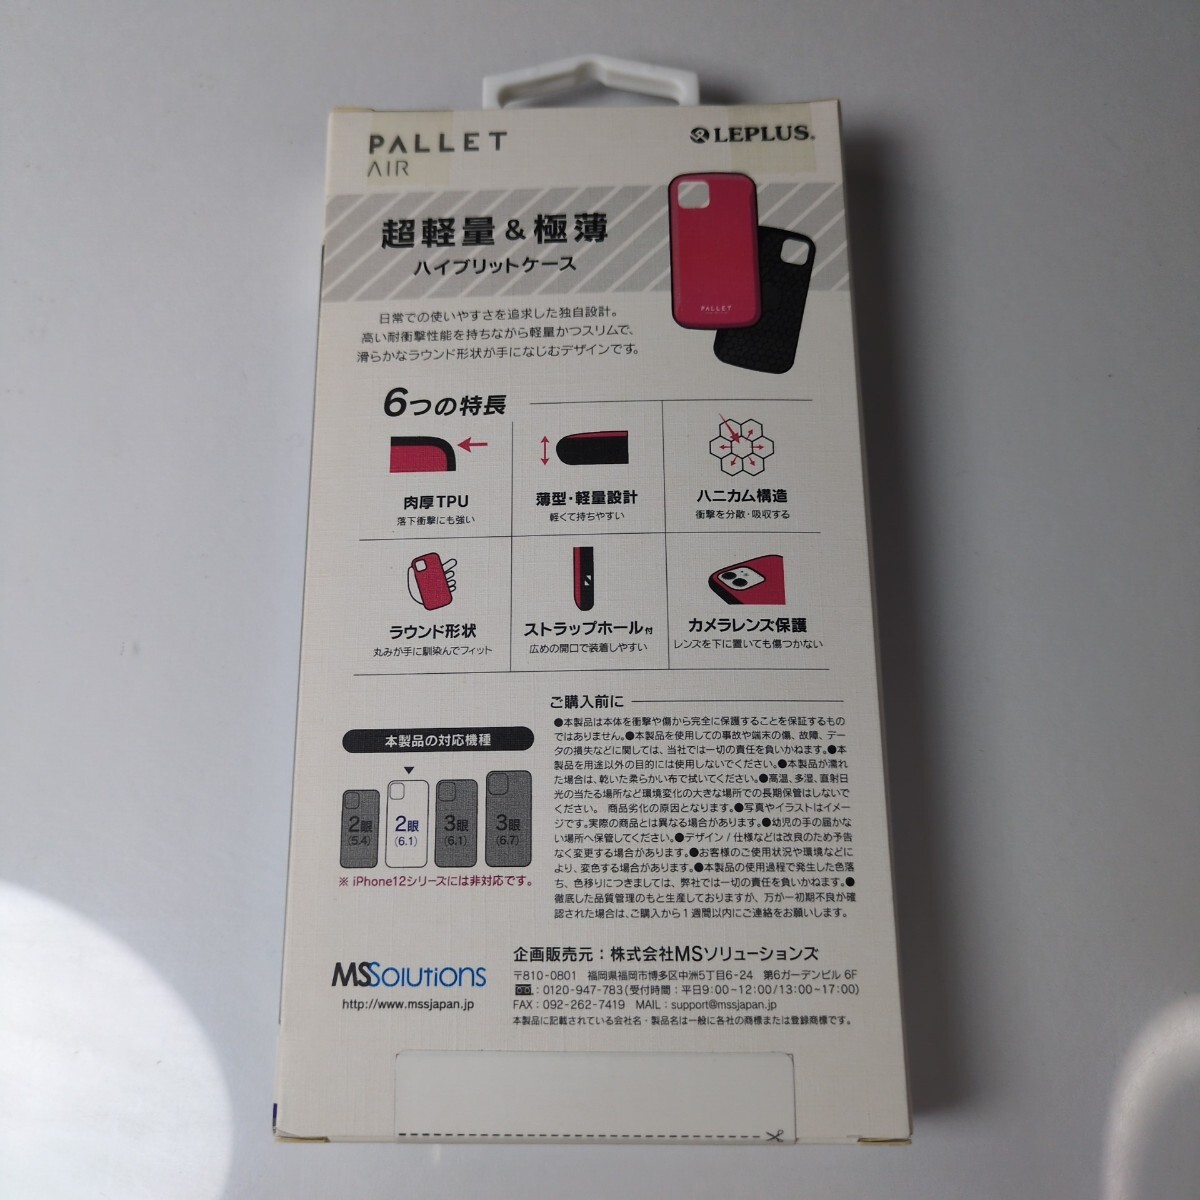 PALLET
AIR
LEPLUS®
超軽量&極薄
ハイブリットケース
PALLET
日常での使いやすさを追求した独自設計。
高い耐衝撃性能を持ちながら軽量かつスリムで、
滑らかなラウンド形状が手になじむデザインです。
6つの特長
肉厚TPU
落下衝撃にも強い
薄型・軽量設計
軽くて持ちやすい
ハニカム構造
衝撃を分散・吸収する
ラウンド形状
丸みが手に馴染んでフィット
ストラップホール付
広めの開口で装着しやすい
カメラレンズ保護
レンズを下に置いても傷つかない
本製品の対応機種
2眼
(5.4)
2眼
(6.1)
3眼
(6.1)
3眼
(6.7)
※ iPhone12シリーズには非対応です。
ご購入前に
●本製品は本体を衝撃や傷から完全に保護することを保証するもの
ではありません。●本製品を使用しての事故や端末の傷、故障、デー
タの損失などに関しては、当社では一切の責任を負いかねます。●本
製品を用途以外の目的には使用しないでください。●本製品が濡れ
た場合は、乾いた柔らかい布で拭いてください。●高温、多湿、直射日
光の当たる場所など環境変化の大きな場所での長期保管はしないで
ください。 商品劣化の原因となります。●写真やイラストはイメー
ジです。実際の商品とは異なる場合があります。●幼児の手の届かな
い場所へ保管してください。●デザイン / 仕様などは改良のため予告
なく変更する場合があります。●お客様のご使用状況や環境などに
より、変色する場合があります。●本製品の使用過程で発生した色落
ち、色移りにつきましては、弊社では一切の責任を負いかねます。●
徹底した品質管理のもと生産しておりますが、万が一初期不良が確
認された場合は、ご購入から1週間以内にご連絡をお願いします。
MSSolutions
http://www.mssjapan.jp
企画販売元：株式会社MSソリューションズ
〒810-0801 福岡県福岡市博多区中洲5丁目6-24 第6ガーデンビル 6F
：0120-947-783(受付時間：平日9:00~12:00/13:00~17:00)
FAX：092-262-7419 MAIL：support@mssjapan.jp
本製品に記載されている会社名・製品名は一般に各社の商標または登録商標です。